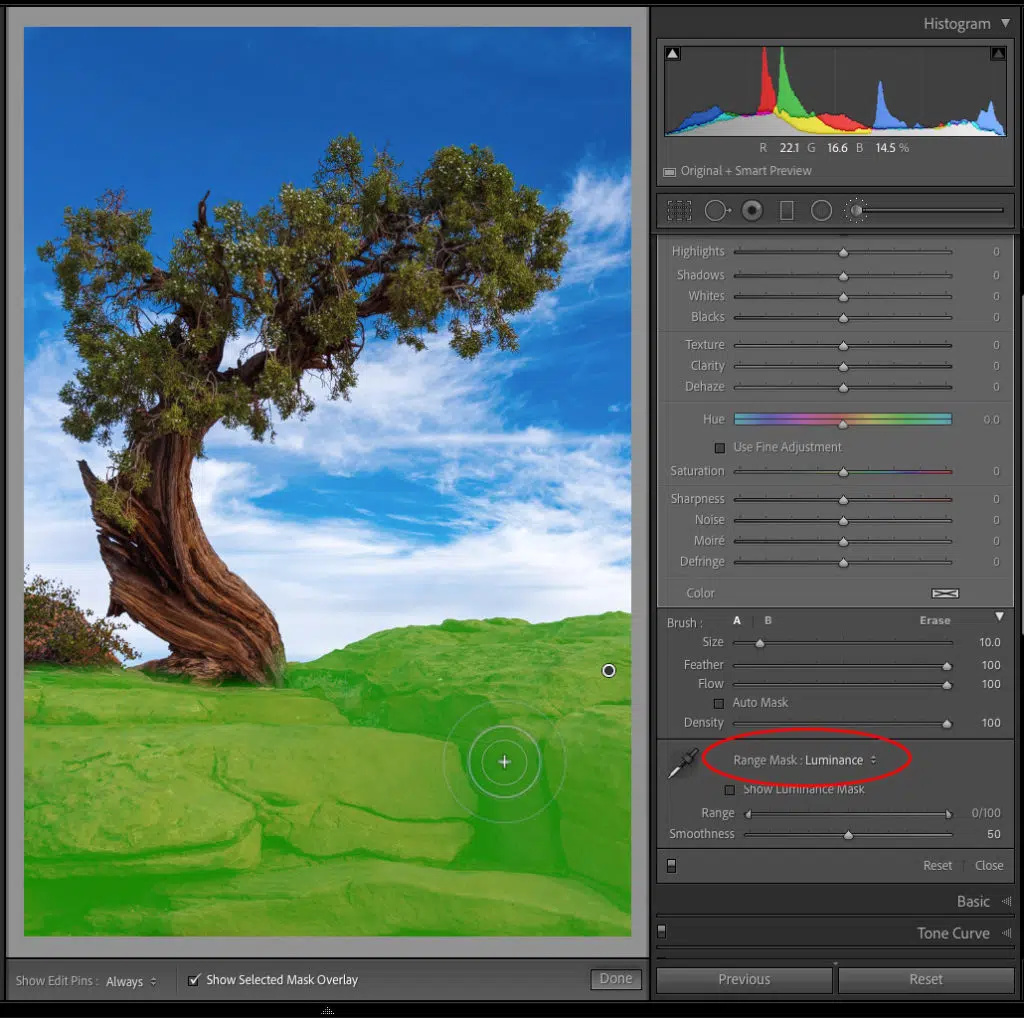 Histogram
R 22.1 G 16.6 B 14.5 %
Original + Smart Preview
Highlights 0
Shadows 0
Whites 0
Blacks 0
Texture 0
Clarity 0
Dehaze 0
Hue 0.0
Use Fine Adjustment
Saturation 0
Sharpness 0
Noise 0
Moiré 0
Defringe 0
Color
Brush : A B Erase
Size 10.0
Feather 100
Flow 100
Auto Mask
Density 100
Range Mask : Luminance
Show Luminance Mask
Range 0/100
Smoothness 50
Reset Close
Basic
Tone Curve
Show Edit Pins : Always Show Selected Mask Overlay Done Previous Reset